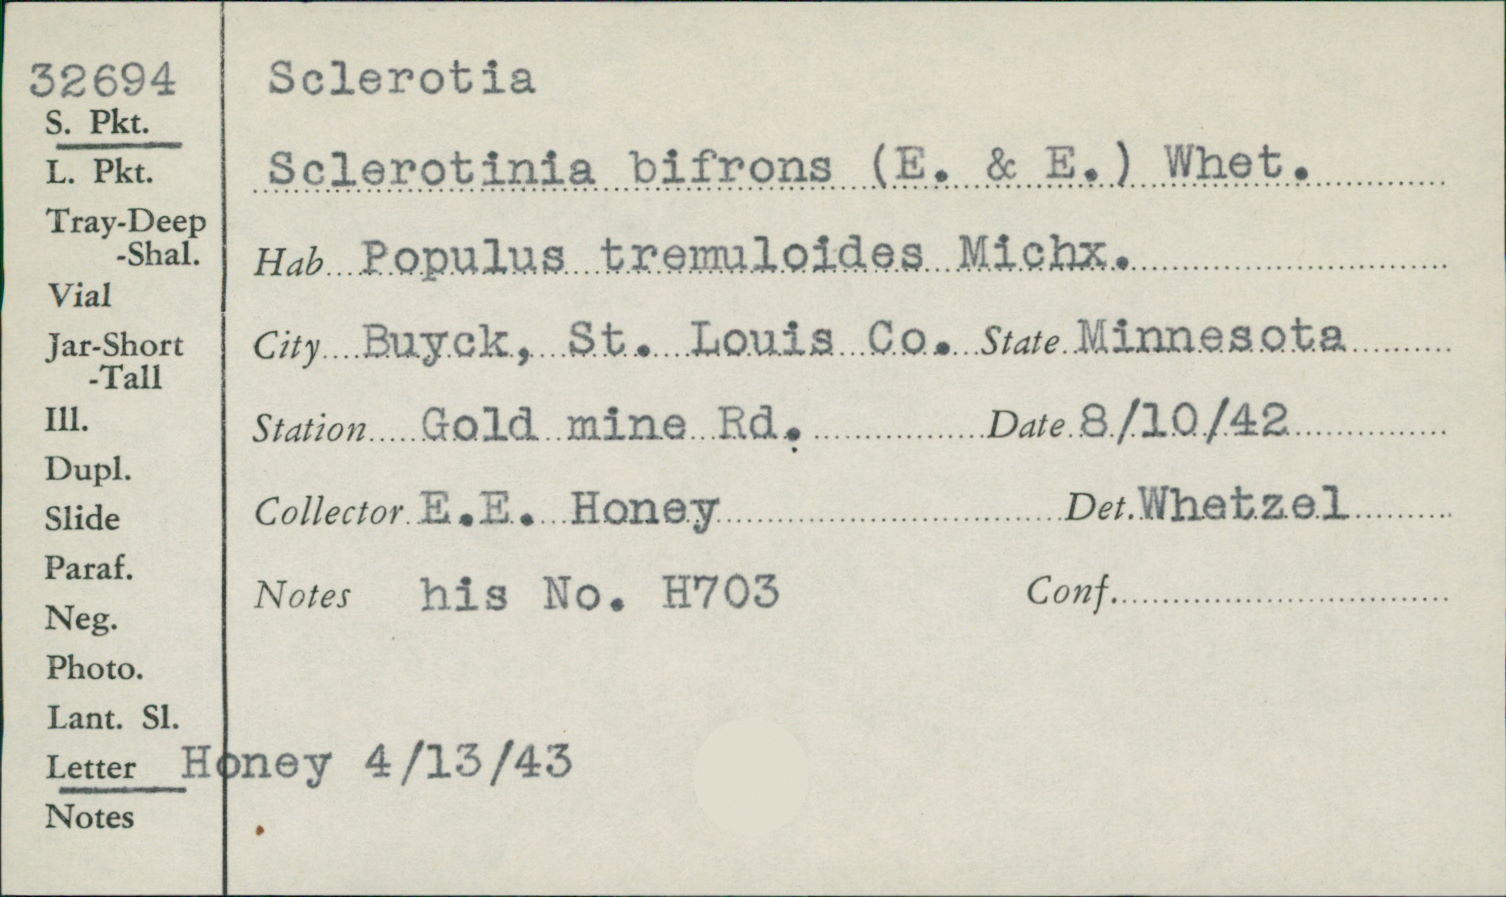 32694
S. Pkt.
L. Pkt.
Tray-Deep
-Shal.
Vial
Jar-Short
-Tall
Ill.
Dupl.
Slide
Paraf.
Neg.
Photo.
Lant. Sl.
Letter Honey 4/13/43
Notes
Sclerotia
Sclerotinia bifrons (E. & E.) Whet.
Hab Populus tremuloides Michx.
City Buyck, St. Louis Co. State Minnesota
Station Gold mine Rd. Date 8/10/42
Collector E.E. Honey Det. Whetzel
Notes his No. H703 Conf.